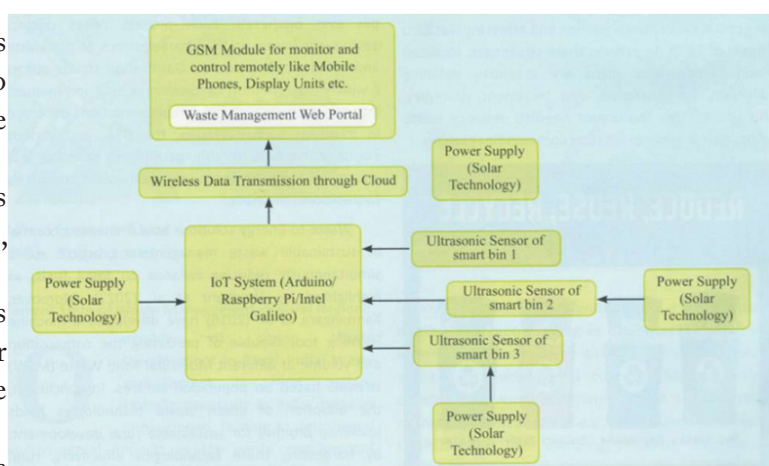 GSM Module for monitor and
control remotely like Mobile
Phones, Display Units etc.
Waste Management Web Portal
Wireless Data Transmission through Cloud
Power Supply
(Solar
Technology)
Ultrasonic Sensor of
smart bin 1
Power Supply
(Solar
Technology)
IoT System (Arduino/
Raspberry Pi/Intel
Galileo)
Ultrasonic Sensor of
smart bin 2
Power Supply
(Solar
Technology)
Ultrasonic Sensor of
smart bin 3
Power Supply
(Solar
Technology)